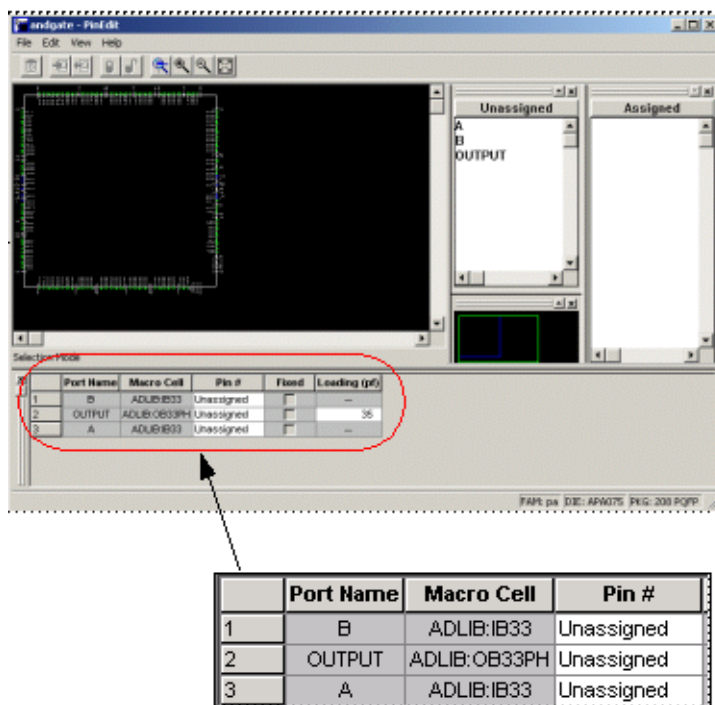 andgate - PinEdit
File Edit View Help
Unassigned
A
B
OUTPUT
Assigned
Selection Mode
Port Name Macro Cell Pin # Fixed Loading (pf)
1 B ADLIB:IB33 Unassigned --
2 OUTPUT ADLIB:OB33PH Unassigned 35
3 A ADLIB:IB33 Unassigned --
FAM: pa DIE: APA075 PKG: 208 PQFP
Port Name Macro Cell Pin #
1 B ADLIB:IB33 Unassigned
2 OUTPUT ADLIB:OB33PH Unassigned
3 A ADLIB:IB33 Unassigned